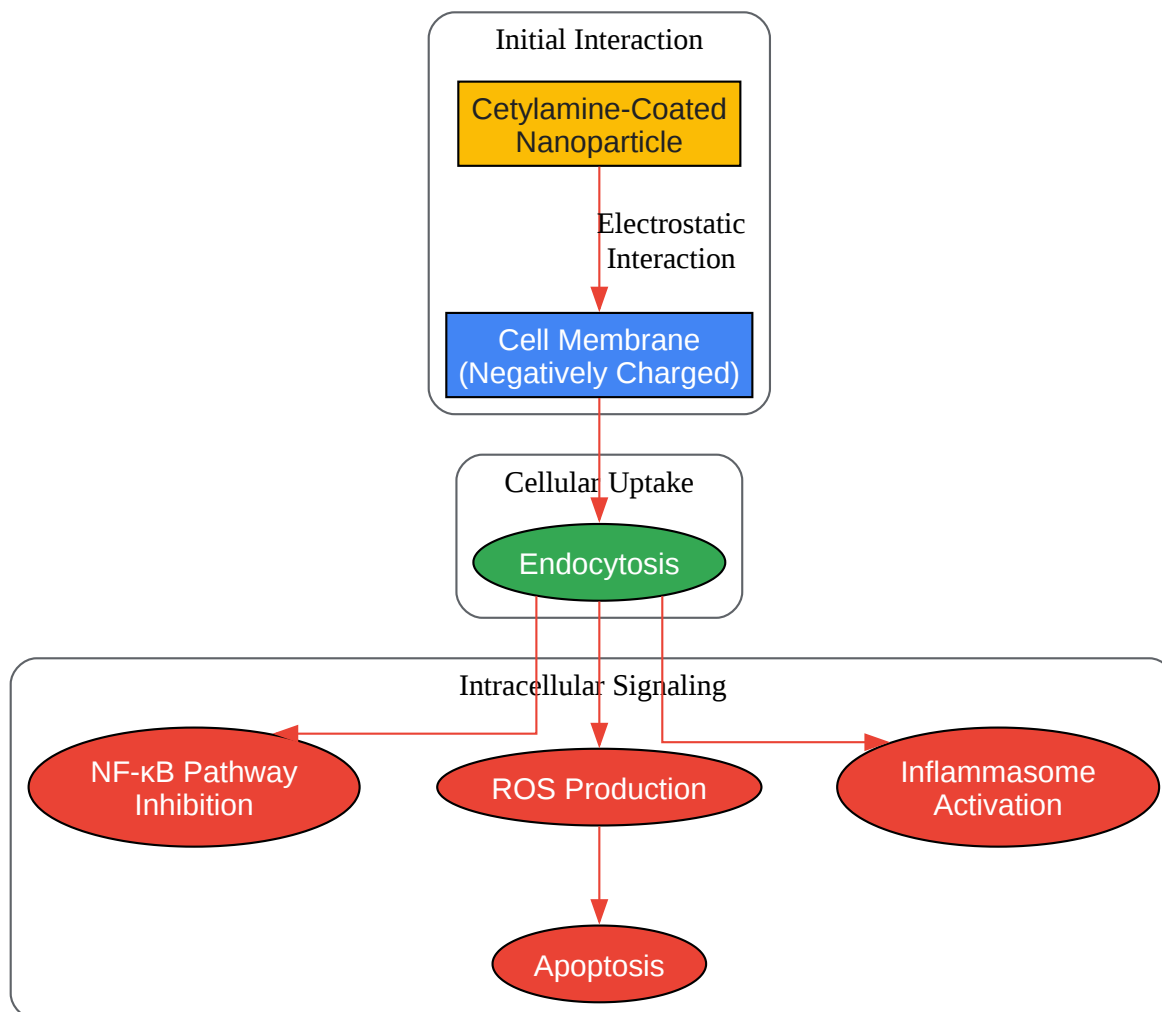 Initial Interaction
Cetylamine-Coated
Nanoparticle
Electrostatic
Interaction
Cell Membrane
(Negatively Charged)
Cellular Uptake
Endocytosis
Intracellular Signaling
NF-κB Pathway
Inhibition
ROS Production
Inflammasome
Activation
Apoptosis